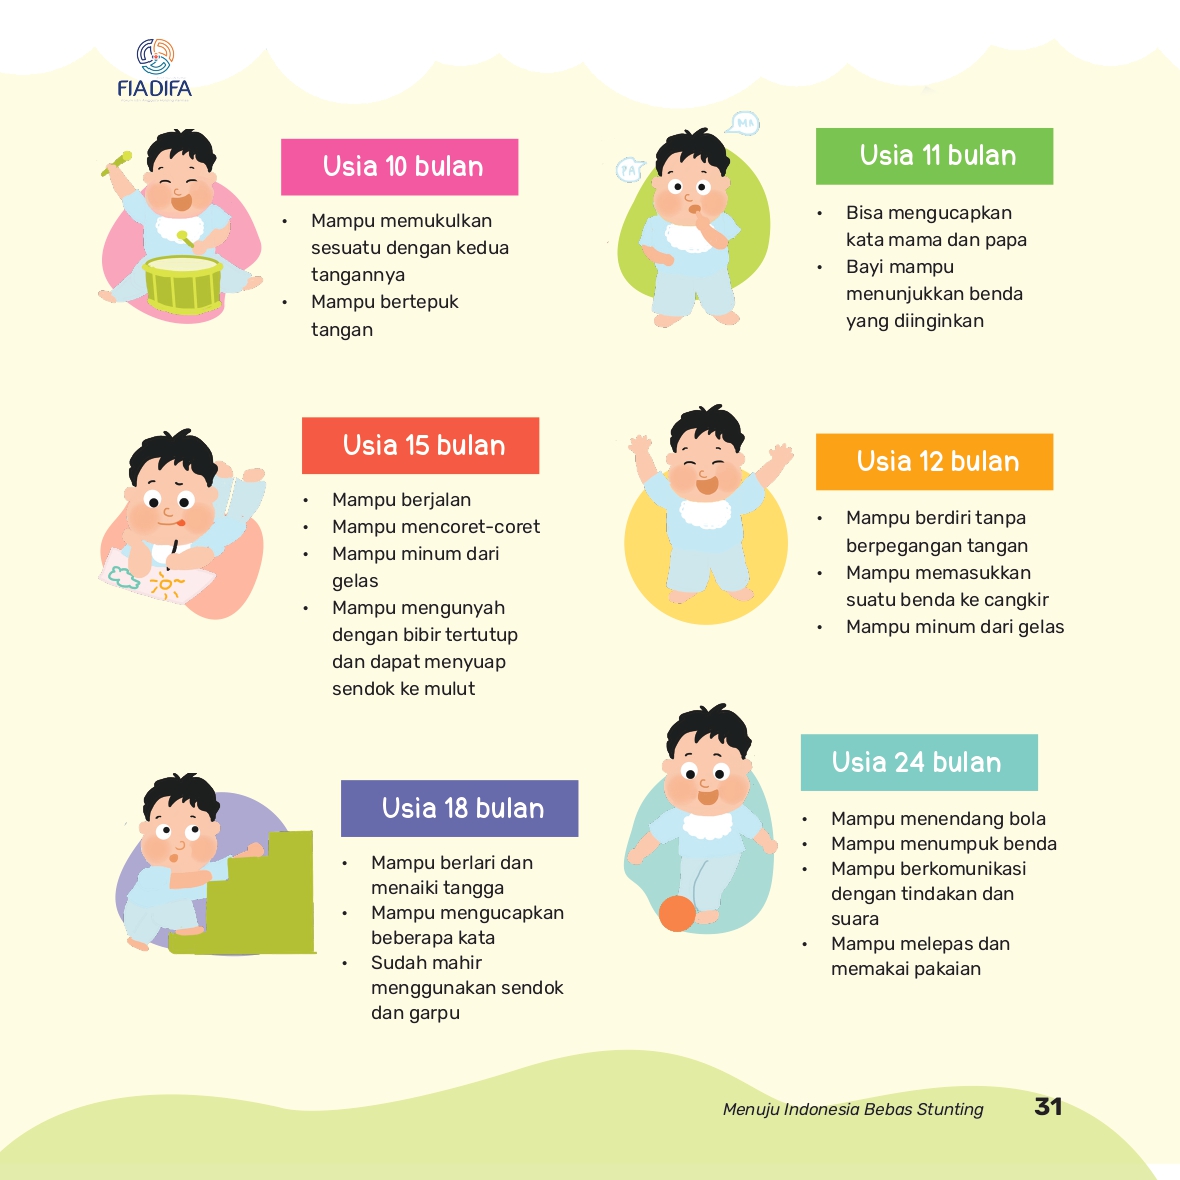 FIADIFA
Usia 10 bulan
• Mampu memukulkan
sesuatu dengan kedua
tangannya
• Mampu bertepuk
tangan
PA
MA
Usia 11 bulan
• Bisa mengucapkan
kata mama dan papa
• Bayi mampu
menunjukkan benda
yang diinginkan
Usia 15 bulan
• Mampu berjalan
• Mampu mencoret-coret
• Mampu minum dari
gelas
• Mampu mengunyah
dengan bibir tertutup
dan dapat menyuap
sendok ke mulut
Usia 12 bulan
• Mampu berdiri tanpa
berpegangan tangan
• Mampu memasukkan
suatu benda ke cangkir
• Mampu minum dari gelas
Usia 18 bulan
• Mampu berlari dan
menaiki tangga
• Mampu mengucapkan
beberapa kata
• Sudah mahir
menggunakan sendok
dan garpu
Usia 24 bulan
• Mampu menendang bola
• Mampu menumpuk benda
• Mampu berkomunikasi
dengan tindakan dan
suara
• Mampu melepas dan
memakai pakaian
Menuju Indonesia Bebas Stunting 31